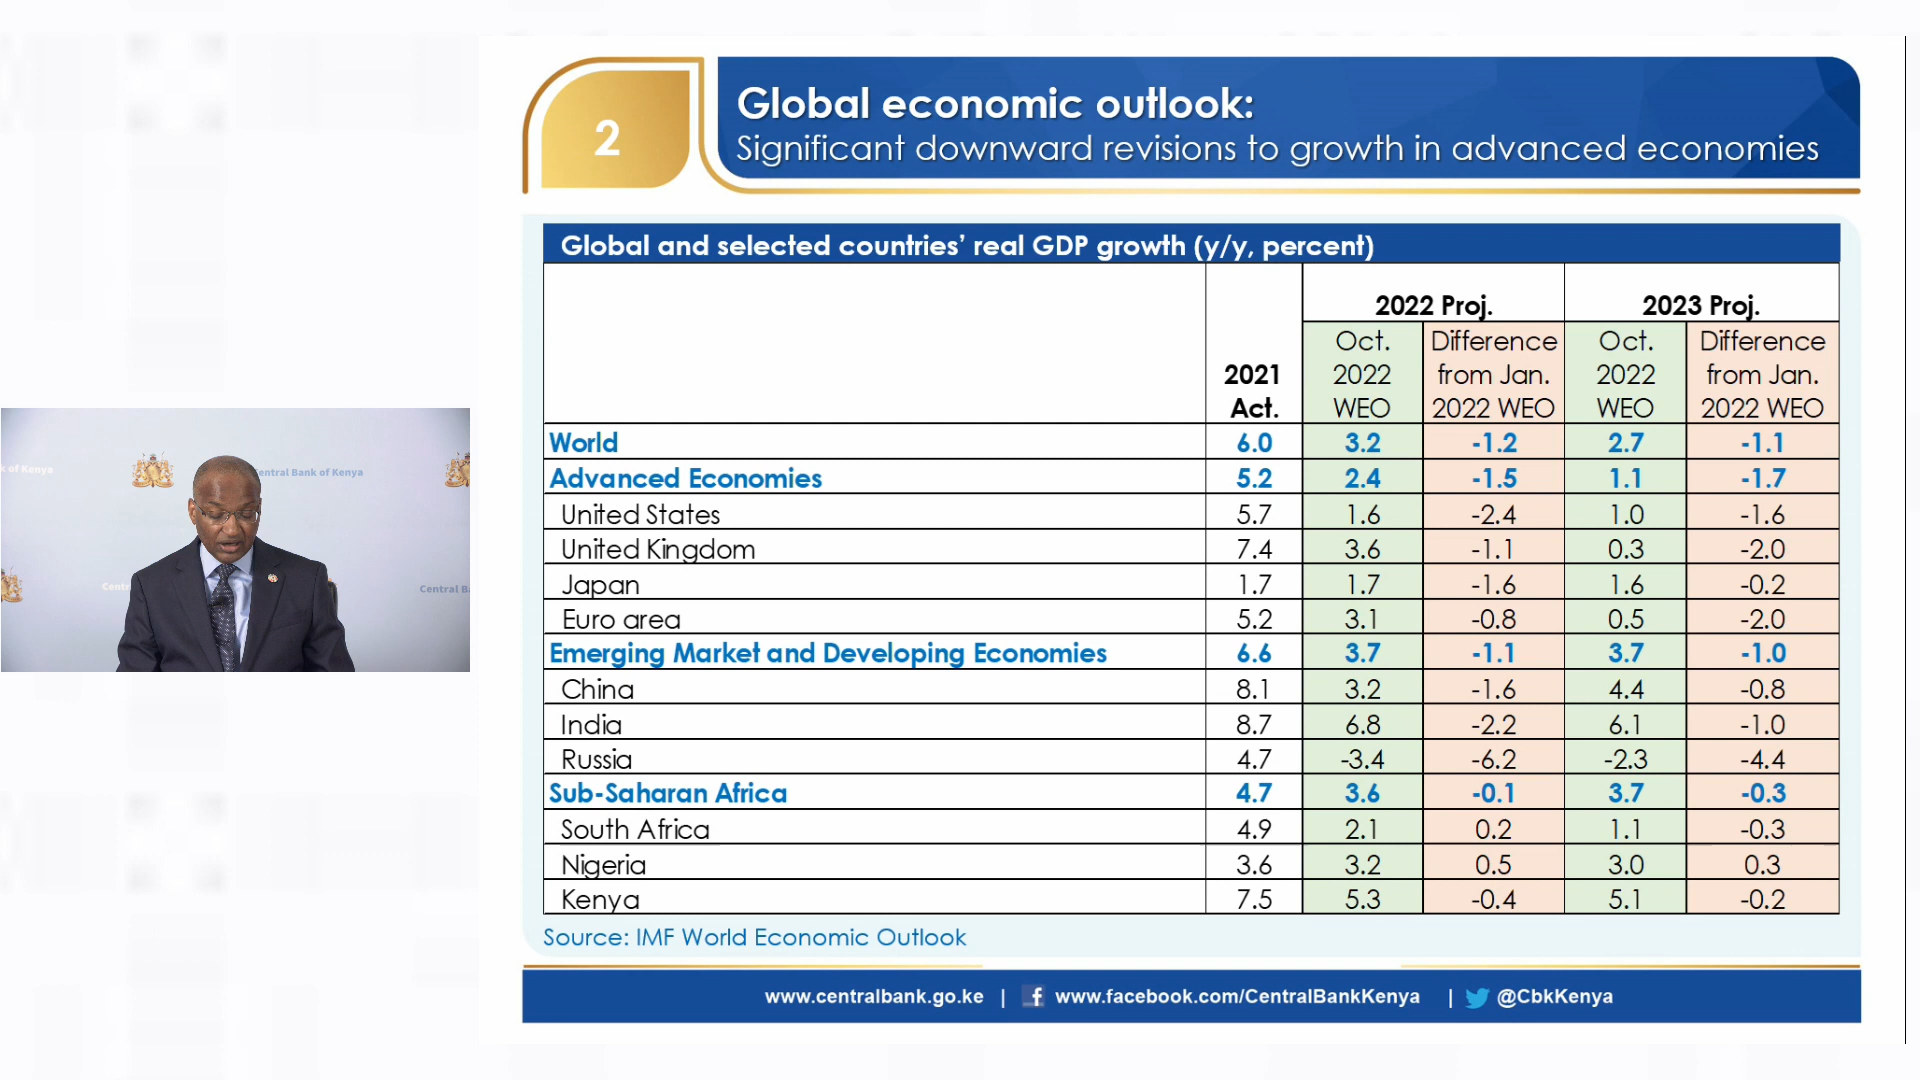 2
Global economic outlook:
Significant downward revisions to growth in advanced economies
Global and selected countries’ real GDP growth (y/y, percent)
2021 Act. 2022 Proj. 2023 Proj.
Oct. 2022 WEO Difference from Jan. 2022 WEO Oct. 2022 WEO Difference from Jan. 2022 WEO
World 6.0 3.2 -1.2 2.7 -1.1
Advanced Economies 5.2 2.4 -1.5 1.1 -1.7
United States 5.7 1.6 -2.4 1.0 -1.6
United Kingdom 7.4 3.6 -1.1 0.3 -2.0
Japan 1.7 1.7 -1.6 1.6 -0.2
Euro area 5.2 3.1 -0.8 0.5 -2.0
Emerging Market and Developing Economies 6.6 3.7 -1.1 3.7 -1.0
China 8.1 3.2 -1.6 4.4 -0.8
India 8.7 6.8 -2.2 6.1 -1.0
Russia 4.7 -3.4 -6.2 -2.3 -4.4
Sub-Saharan Africa 4.7 3.6 -0.1 3.7 -0.3
South Africa 4.9 2.1 0.2 1.1 -0.3
Nigeria 3.6 3.2 0.5 3.0 0.3
Kenya 7.5 5.3 -0.4 5.1 -0.2
Source: IMF World Economic Outlook
www.centralbank.go.ke | www.facebook.com/CentralBankKenya | @CbkKenya
k of Kenya
entral Bank of Kenya
Cent
Central B